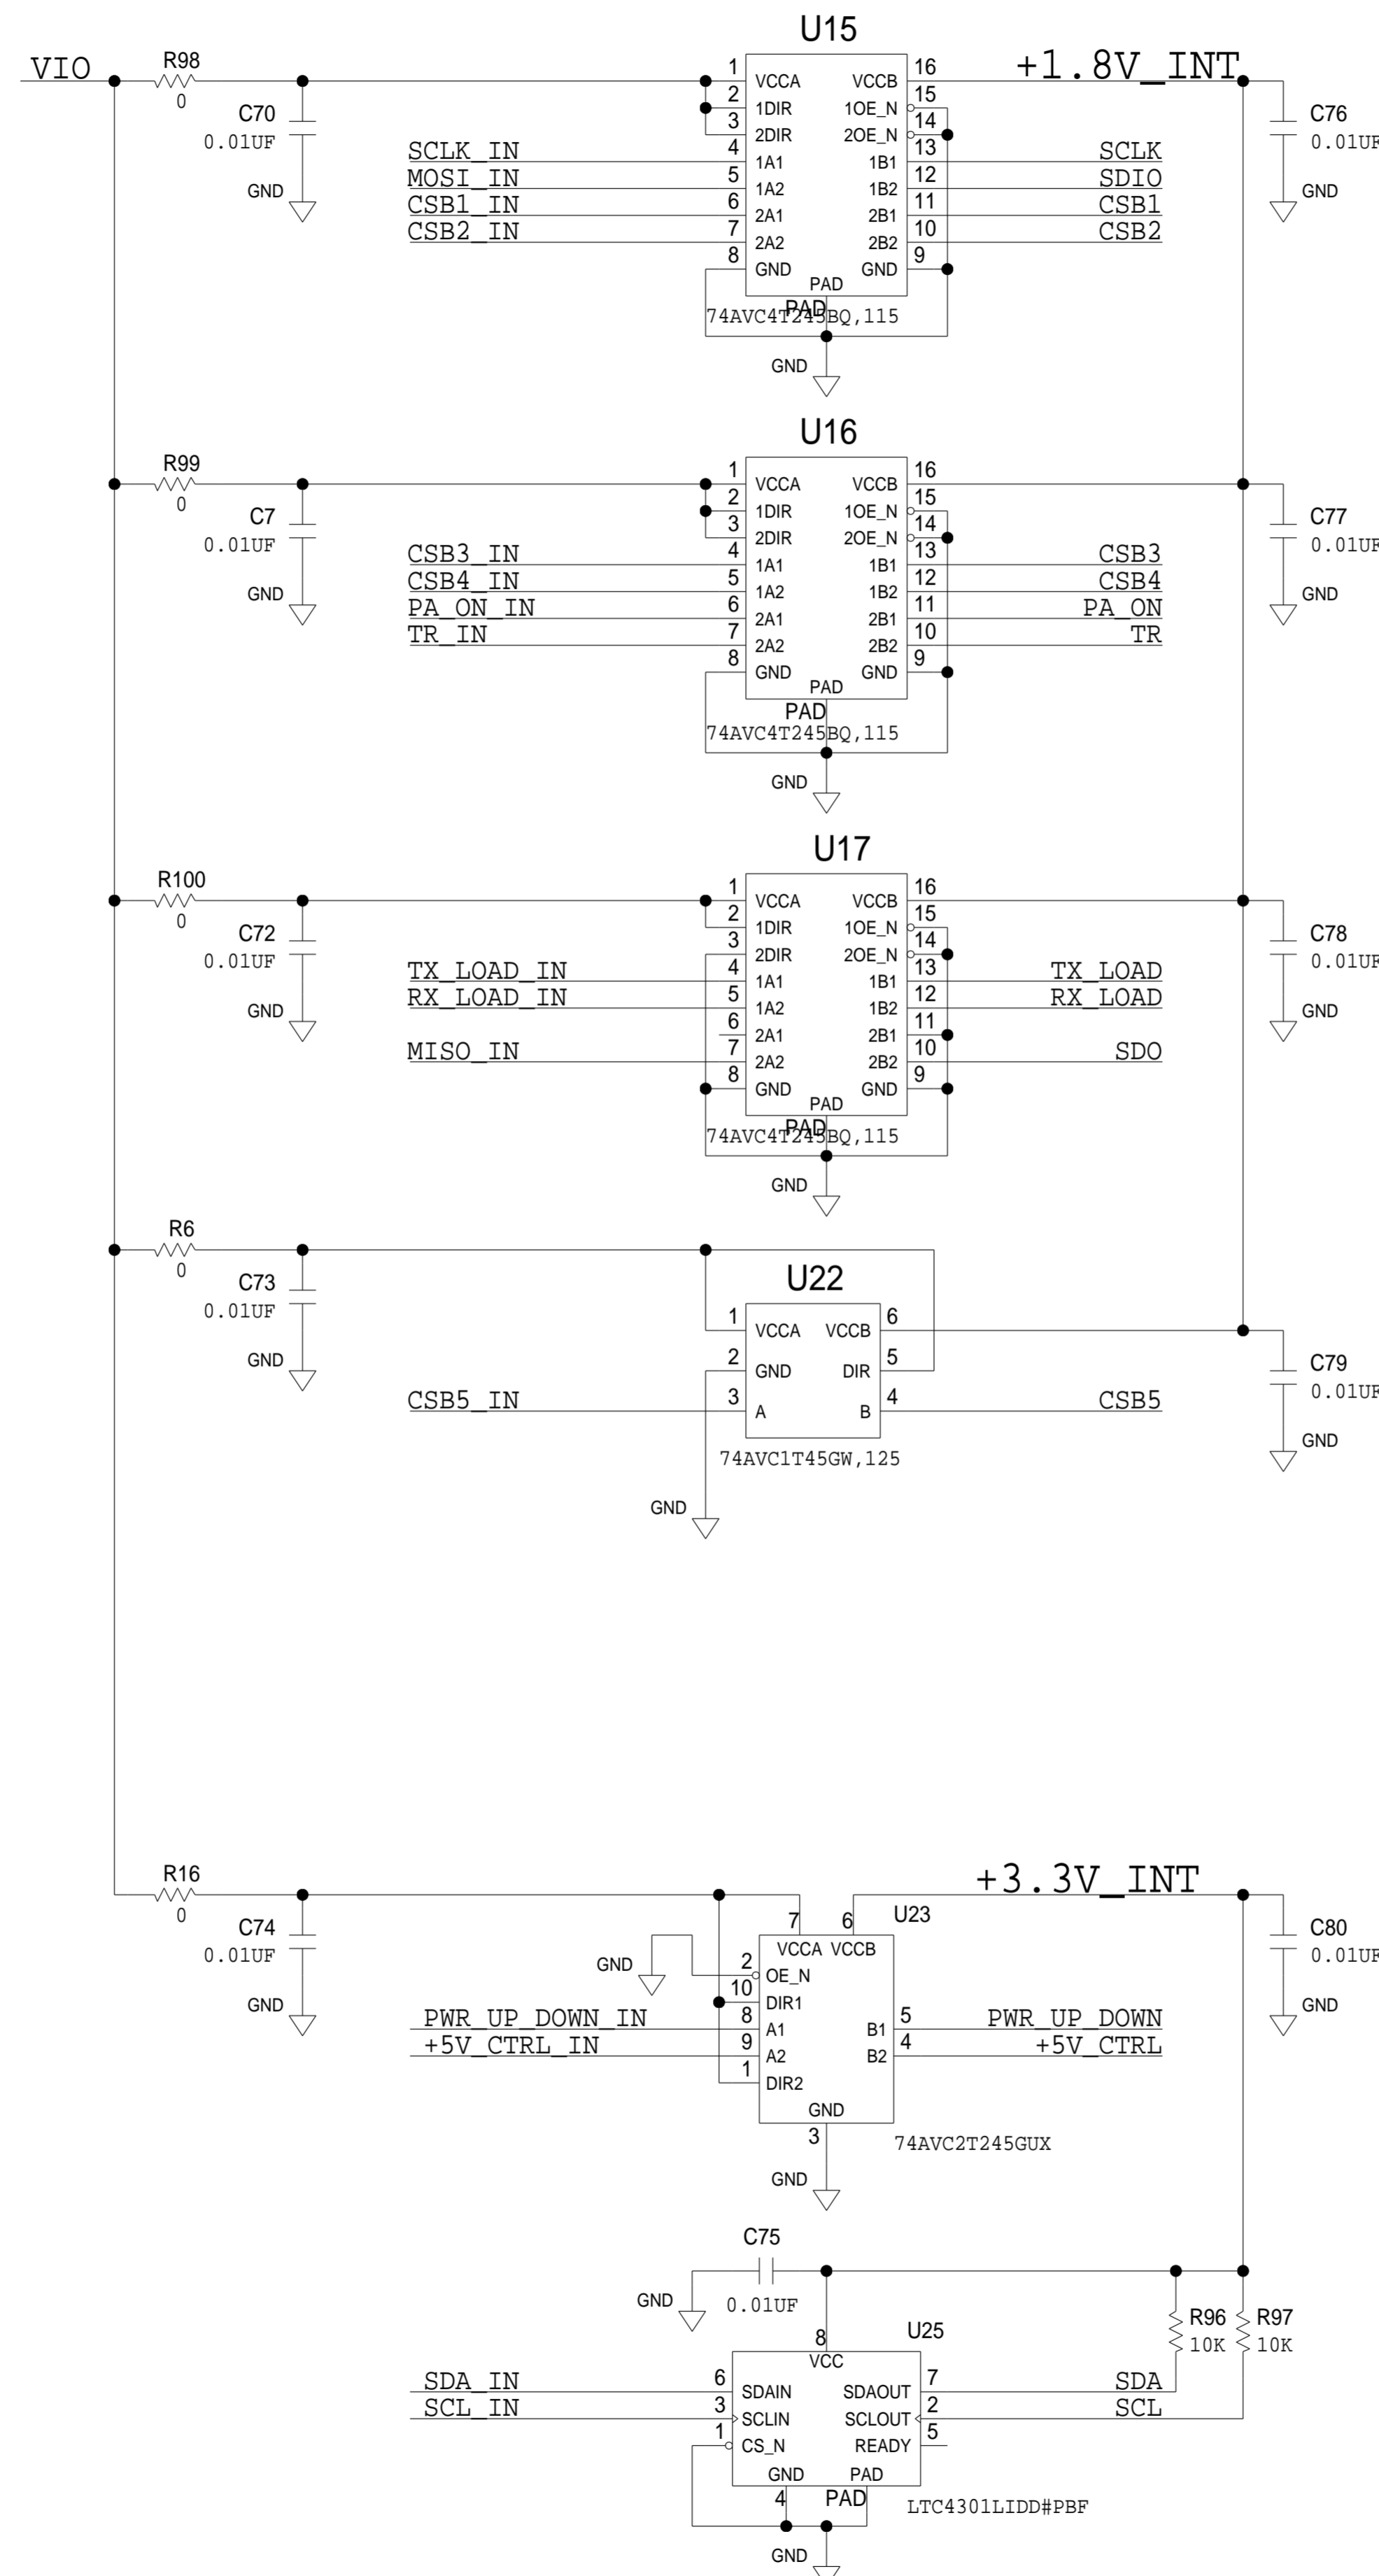 U15
VIO R98 1 VCCA VCCB 16 +1.8V_INT
0 2 1DIR 1OE_N 15
C70 3 2DIR 2OE_N 14 C76
0.01UF 0.01UF
SCLK_IN 4 1A1 1B1 13 SCLK
MOSI_IN 5 1A2 1B2 12 SDIO
GND CSB1_IN 6 2A1 2B1 11 CSB1 GND
CSB2_IN 7 2A2 2B2 10 CSB2
8 GND GND 9
PAD
PAD
74AVC4T245BQ,115
GND
U16
R99 1 VCCA VCCB 16
0 2 1DIR 1OE_N 15
C7 3 2DIR 2OE_N 14 C77
0.01UF 0.01UF
CSB3_IN 4 1A1 1B1 13 CSB3
CSB4_IN 5 1A2 1B2 12 CSB4
GND PA_ON_IN 6 2A1 2B1 11 PA_ON GND
TR_IN 7 2A2 2B2 10 TR
8 GND GND 9
PAD
PAD
74AVC4T245BQ,115
GND
U17
R100 1 VCCA VCCB 16
0 2 1DIR 1OE_N 15
C72 3 2DIR 2OE_N 14 C78
0.01UF 0.01UF
TX_LOAD_IN 4 1A1 1B1 13 TX_LOAD
RX_LOAD_IN 5 1A2 1B2 12 RX_LOAD
GND 6 2A1 2B1 11 GND
MISO_IN 7 2A2 2B2 10 SDO
8 GND GND 9
PAD
PAD
74AVC4T245BQ,115
GND
R6
0
U22
C73
0.01UF
1 VCCA VCCB 6
GND 2 GND DIR 5 C79
0.01UF
CSB5_IN 3 A B 4 CSB5
GND
74AVC1T45GW,125
GND
R16 +3.3V_INT
0 7 6 U23
C74 VCCA VCCB C80
0.01UF 0.01UF
GND 2 OE_N
GND 10 DIR1 GND
PWR_UP_DOWN_IN 8 A1 B1 5 PWR_UP_DOWN
+5V_CTRL_IN 9 A2 B2 4 +5V_CTRL
1 DIR2
GND
3 74AVC2T245GUX
GND
C75
GND 0.01UF
R96 R97
8 U25 10K 10K
VCC
SDA_IN 6 SDAIN SDAOUT 7 SDA
SCL_IN 3 SCLIN SCLOUT 2 SCL
1 CS_N READY 5
GND PAD
4 PAD LTC4301LIDD#PBF
GND